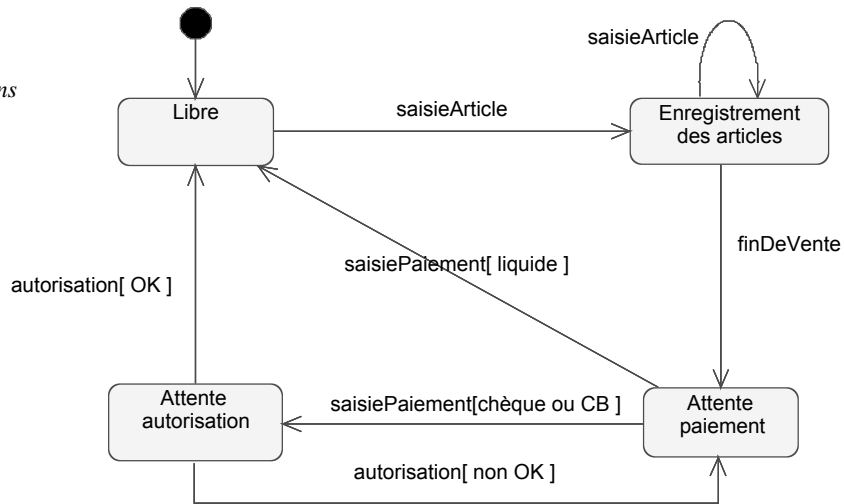 saisieArticle
ns
Libre
saisieArticle
Enregistrement
des articles
finDeVente
saisiePaiement[ liquide ]
autorisation[ OK ]
Attente
autorisation
saisiePaiement[chèque ou CB ]
Attente
paiement
autorisation[ non OK ]